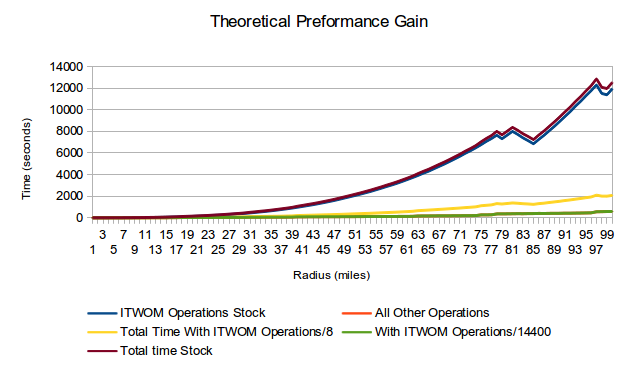 Theoretical Preformance Gain
14000
12000
10000
8000
6000
4000
2000
0
Time (seconds)
3 7 11 15 19 23 27 31 35 39 43 47 51 55 59 63 67 71 75 79 83 87 91 95 99
1 5 9 13 17 21 25 29 33 37 41 45 49 53 57 61 65 69 73 77 81 85 89 93 97
Radius (miles)
ITWOM Operations Stock All Other Operations
Total Time With ITWOM Operations/8 With ITWOM Operations/14400
Total time Stock